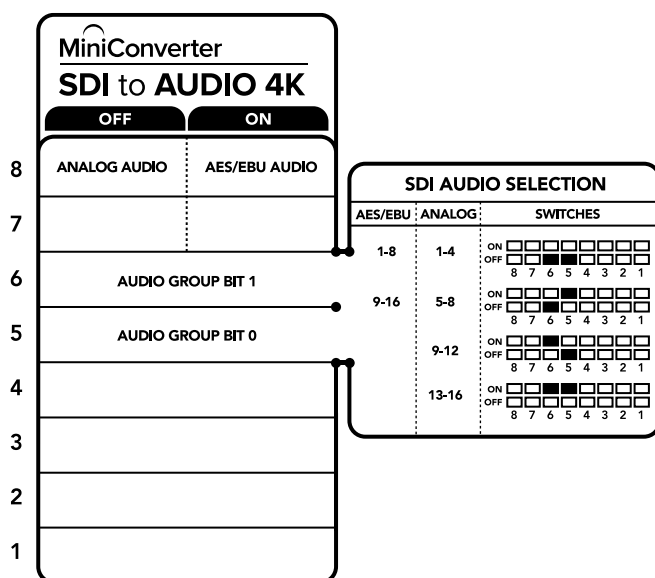 MiniConverter
SDI to AUDIO 4K
OFF ON
8 ANALOG AUDIO AES/EBU AUDIO
7
6 AUDIO GROUP BIT 1
5 AUDIO GROUP BIT 0
4
3
2
1
SDI AUDIO SELECTION
AES/EBU ANALOG SWITCHES
1-8 1-4
ON
OFF
8 7 6 5 4 3 2 1
9-16 5-8
ON
OFF
8 7 6 5 4 3 2 1
9-12
ON
OFF
8 7 6 5 4 3 2 1
13-16
ON
OFF
8 7 6 5 4 3 2 1